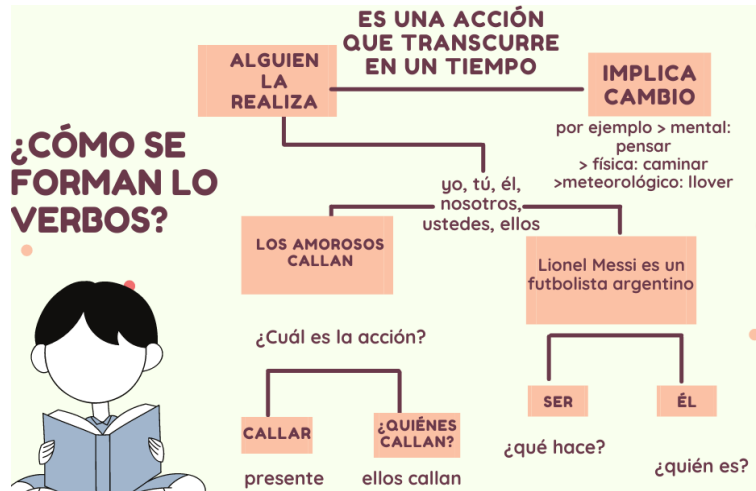 ES UNA ACCIÓN
QUE TRANSCURRE
EN UN TIEMPO
ALGUIEN
LA
REALIZA
IMPLICA
CAMBIO
por ejemplo > mental:
pensar
> física: caminar
>meteorológico: llover
¿CÓMO SE
FORMAN LO
VERBOS?
yo, tú, él,
nosotros,
ustedes, ellos
LOS AMOROSOS
CALLAN
Lionel Messi es un
futbolista argentino
¿Cuál es la acción?
CALLAR
¿QUIÉNES
CALLAN?
SER
ÉL
presente
ellos callan
¿qué hace?
¿quién es?